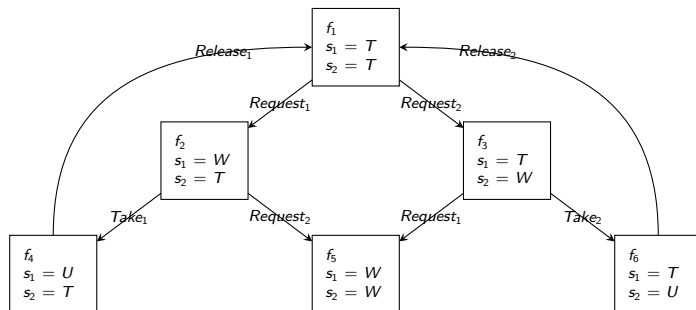 f₁
s₁ = T
s₂ = T
Release₁
Release₂
Request₁
Request₂
f₂
s₁ = W
s₂ = T
f₃
s₁ = T
s₂ = W
Take₁
Request₂
Request₁
Take₂
f₄
s₁ = U
s₂ = T
f₅
s₁ = W
s₂ = W
f₆
s₁ = T
s₂ = U